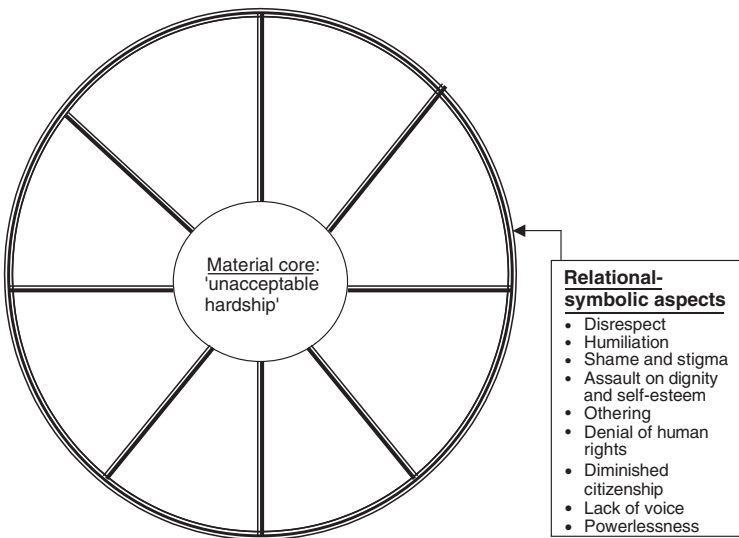 Material core:
'unacceptable
hardship'
Relational-
symbolic aspects
• Disrespect
• Humiliation
• Shame and stigma
• Assault on dignity
and self-esteem
• Othering
• Denial of human
rights
• Diminished
citizenship
• Lack of voice
• Powerlessness